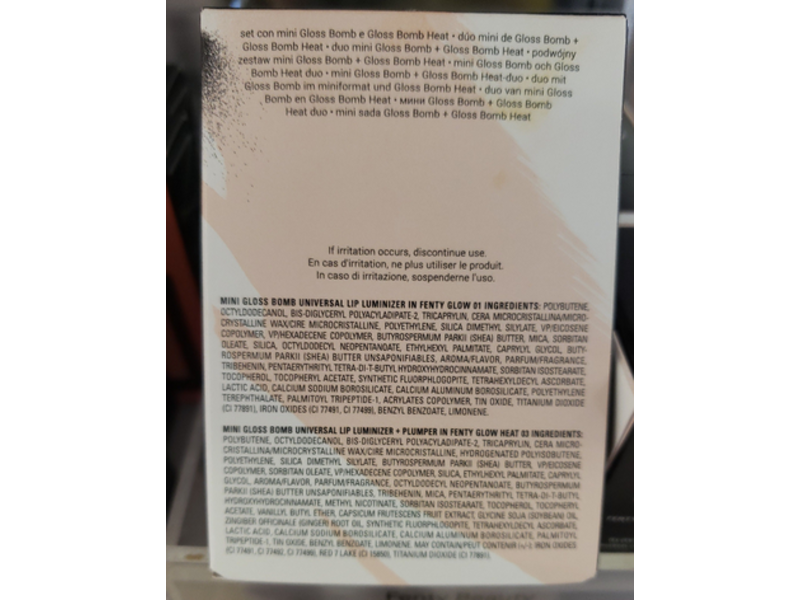 set con mini Gloss Bomb e Gloss Bomb Heat • dúo mini de Gloss Bomb +
Gloss Bomb Heat • duo mini Gloss Bomb + Gloss Bomb Heat • podwójny
zestaw mini Gloss Bomb + Gloss Bomb Heat • mini Gloss Bomb och Gloss
Bomb Heat duo • mini Gloss Bomb + Gloss Bomb Heat-duo • duo mit
Gloss Bomb im miniformat und Gloss Bomb Heat • duo van mini Gloss
Bomb en Gloss Bomb Heat • мини Gloss Bomb + Gloss Bomb
Heat duo • mini sada Gloss Bomb + Gloss Bomb Heat
If irritation occurs, discontinue use.
En cas d'irritation, ne plus utiliser le produit.
In caso di irritazione, sospenderne l'uso.
MINI GLOSS BOMB UNIVERSAL LIP LUMINIZER IN FENTY GLOW 01 INGREDIENTS: POLYBUTENE,
OCTYLDODECANOL, BIS-DIGLYCERYL POLYACYLADIPATE-2, TRICAPRYLIN, CERA MICROCRISTALLINA/MICRO-
CRYSTALLINE WAX/CIRE MICROCRISTALLINE, POLYETHYLENE, SILICA DIMETHYL SILYLATE, VP/EICOSENE
COPOLYMER, VP/HEXADECENE COPOLYMER, BUTYROSPERMUM PARKII (SHEA) BUTTER, MICA, SORBITAN
OLEATE, SILICA, OCTYLDODECYL NEOPENTANOATE, ETHYLHEXYL PALMITATE, CAPRYLYL GLYCOL, BUTY-
ROSPERMUM PARKII (SHEA) BUTTER UNSAPONIFIABLES, AROMA/FLAVOR, PARFUM/FRAGRANCE,
TRIBEHENIN, PENTAERYTHRITYL TETRA-DI-T-BUTYL HYDROXYHYDROCINNAMATE, SORBITAN ISOSTEARATE,
TOCOPHEROL, TOCOPHERYL ACETATE, SYNTHETIC FLUORPHLOGOPITE, TETRAHEXYLDECYL ASCORBATE,
LACTIC ACID, CALCIUM SODIUM BOROSILICATE, CALCIUM ALUMINUM BOROSILICATE, POLYETHYLENE
TEREPHTHALATE, PALMITOYL TRIPEPTIDE-1, ACRYLATES COPOLYMER, TIN OXIDE, TITANIUM DIOXIDE
(CI 77891), IRON OXIDES (CI 77491, CI 77499), BENZYL BENZOATE, LIMONENE.
MINI GLOSS BOMB UNIVERSAL LIP LUMINIZER + PLUMPER IN FENTY GLOW HEAT 03 INGREDIENTS:
POLYBUTENE, OCTYLDODECANOL, BIS-DIGLYCERYL POLYACYLADIPATE-2, TRICAPRYLIN, CERA MICRO-
CRISTALLINA/MICROCRYSTALLINE WAX/CIRE MICROCRISTALLINE, HYDROGENATED POLYISOBUTENE,
POLYETHYLENE, SILICA DIMETHYL SILYLATE, BUTYROSPERMUM PARKII (SHEA) BUTTER, VP/EICOSENE
COPOLYMER, SORBITAN OLEATE, VP/HEXADECENE COPOLYMER, SILICA, ETHYLHEXYL PALMITATE, CAPRYLYL
GLYCOL, AROMA/FLAVOR, PARFUM/FRAGRANCE, OCTYLDODECYL NEOPENTANOATE, BUTYROSPERMUM
PARKII (SHEA) BUTTER UNSAPONIFIABLES, TRIBEHENIN, MICA, PENTAERYTHRITYL TETRA-DI-T-BUTYL
HYDROXYHYDROCINNAMATE, METHYL NICOTINATE, SORBITAN ISOSTEARATE, TOCOPHEROL, TOCOPHERYL
ACETATE, VANILLYL BUTYL ETHER, CAPSICUM FRUTESCENS FRUIT EXTRACT, GLYCINE SOJA (SOYBEAN) OIL,
ZINGIBER OFFICINALE (GINGER) ROOT OIL, SYNTHETIC FLUORPHLOGOPITE, TETRAHEXYLDECYL ASCORBATE,
LACTIC ACID, CALCIUM SODIUM BOROSILICATE, CALCIUM ALUMINUM BOROSILICATE, PALMITOYL
TRIPEPTIDE-1, TIN OXIDE, BENZYL BENZOATE, LIMONENE. MAY CONTAIN/PEUT CONTENIR (+/-): IRON OXIDES
(CI 77491, CI 77492, CI 77499), RED 7 LAKE (CI 15850), TITANIUM DIOXIDE (CI 77891).